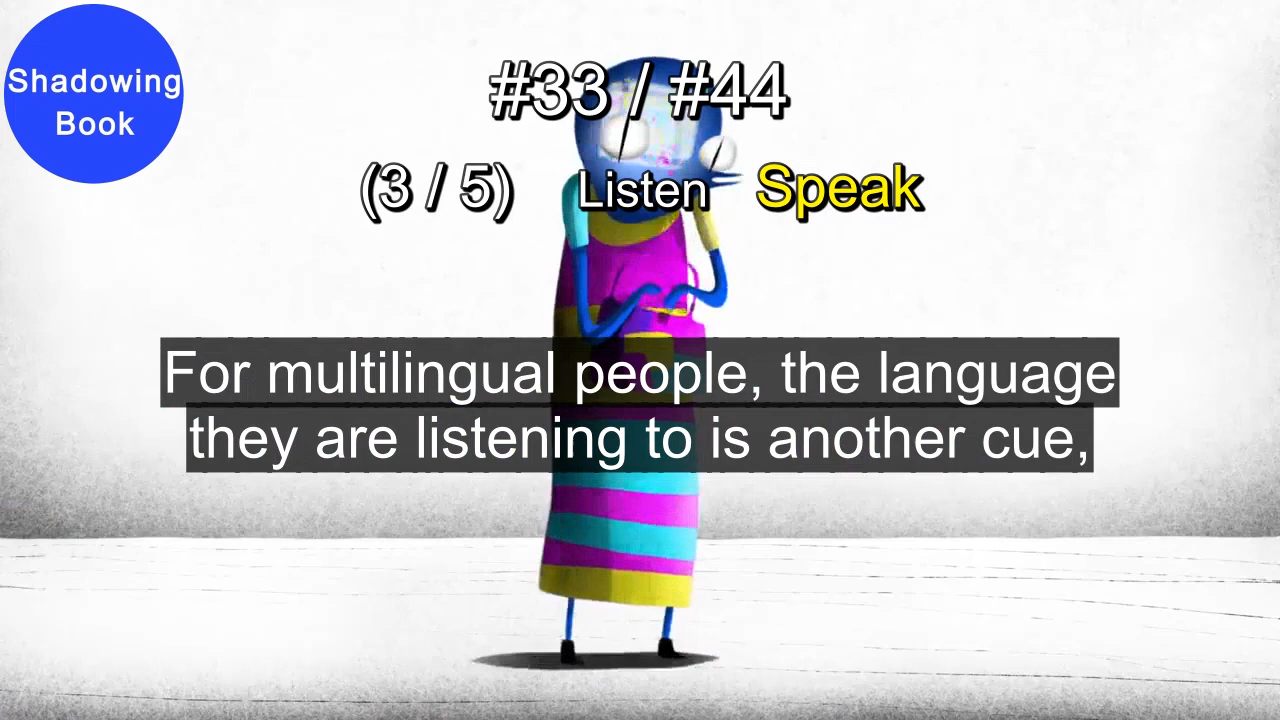 Shadowing
Book
#33 / #44
(3 / 5) Listen Speak
For multilingual people, the language
they are listening to is another cue,